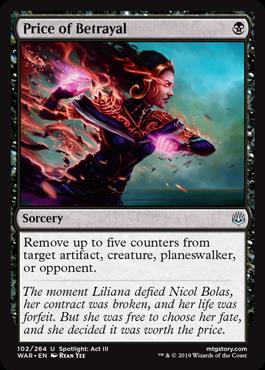 Price of Betrayal
Sorcery
Remove up to five counters from
target artifact, creature, planeswalker,
or opponent.
The moment Liliana defied Nicol Bolas,
her contract was broken, and her life was
forfeit. But she was free to choose her fate,
and she decided it was worth the price.
102/264 U Spotlight: Act III
mtgstory.com
WAR • EN Ryan Yee
™ & © 2019 Wizards of the Coast